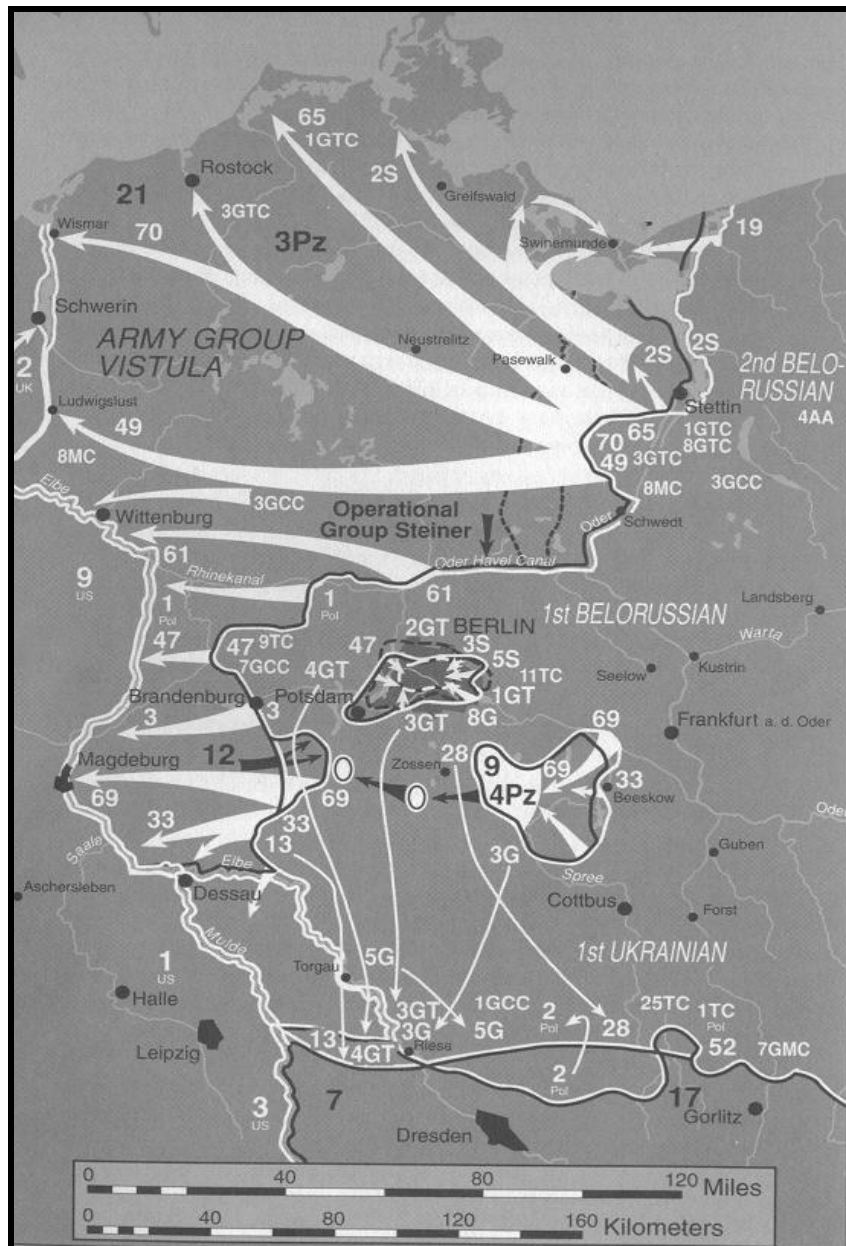 65
1GTC
Rostock
2S
Greifswald
21
3GTC
Wismar
70
3Pz
Swinemunde
19
Schwerin
ARMY GROUP
VISTULA
Neustrelitz
Pasewalk
2S
2S
2
UK
2nd BELO-
RUSSIAN
4AA
Ludwigslust
Stettin
49
8MC
70
65
1GTC
8GTC
49
3GTC
8MC
3GCC
Elbe
3GCC
Wittenburg
Operational
Group Steiner
Oder
Schwedt
61
Oder Havel Canal
9
US
Rhinekanal
1
Pol
1
Pol
61
1st BELORUSSIAN
Landsberg
Warta
47
47
9TC
7GCC
2GT
BERLIN
47
3S
5S
11TC
1GT
8G
4GT
Seelow
Kustrin
Brandenburg
Potsdam
3
3
3GT
Frankfurt a. d. Oder
12
Magdeburg
Zossen
28
9
4Pz
69
69
33
Beeskow
69
69
Oder
33
33
13
Saale
Elbe
3G
Spree
Guben
Aschersleben
Dessau
Cottbus
Forst
Mulde
1
US
Torgau
5G
1st UKRAINIAN
Halle
3GT
3G
1GCC
5G
2
Pol
28
25TC
1TC
Pol
52
7GMC
Leipzig
13
4GT
Riesa
2
Pol
3
US
7
17
Gorlitz
Dresden
0 40 80 120 Miles
0 40 60 100 160 Kilometers